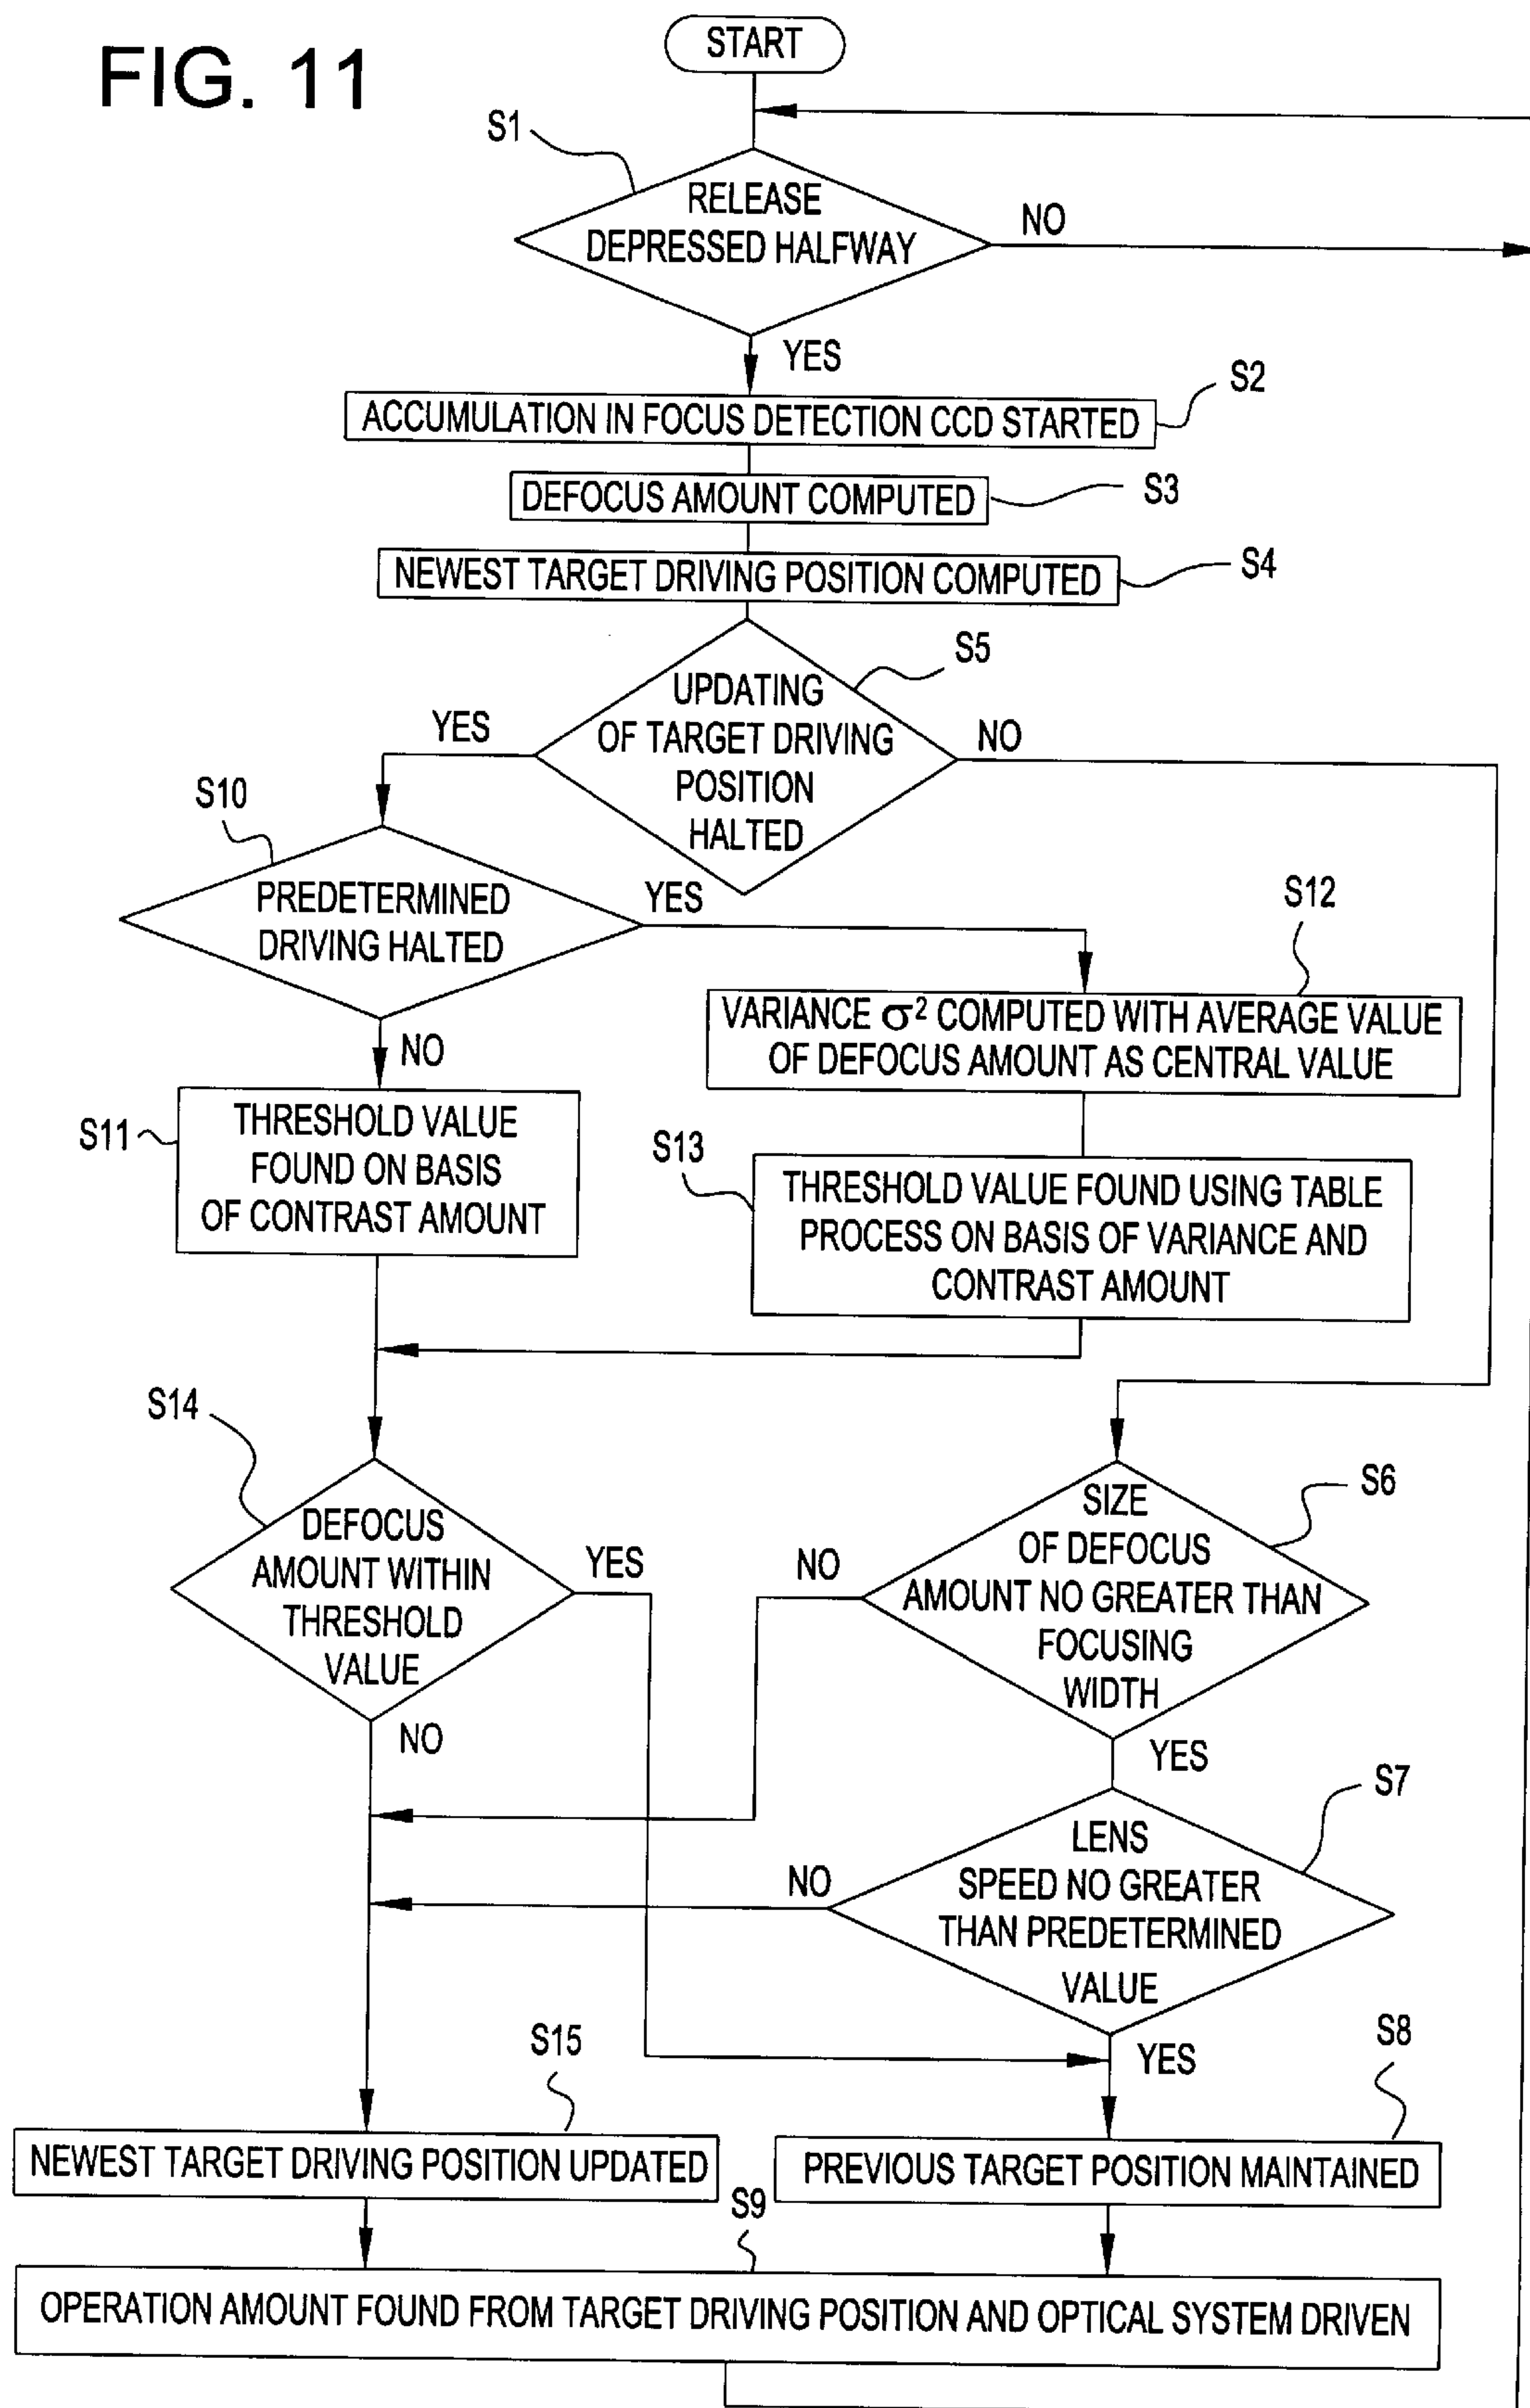 FIG. 11
START
S1
RELEASE
DEPRESSED HALFWAY
NO
YES
S2
ACCUMULATION IN FOCUS DETECTION CCD STARTED
DEFOCUS AMOUNT COMPUTED
S3
NEWEST TARGET DRIVING POSITION COMPUTED
S4
S5
UPDATING
OF TARGET DRIVING
POSITION
HALTED
YES
NO
S10
PREDETERMINED
DRIVING HALTED
YES
NO
S12
VARIANCE σ² COMPUTED WITH AVERAGE VALUE
OF DEFOCUS AMOUNT AS CENTRAL VALUE
S11
THRESHOLD VALUE
FOUND ON BASIS
OF CONTRAST AMOUNT
S13
THRESHOLD VALUE FOUND USING TABLE
PROCESS ON BASIS OF VARIANCE AND
CONTRAST AMOUNT
S14
DEFOCUS
AMOUNT WITHIN
THRESHOLD
VALUE
YES
NO
S6
SIZE
OF DEFOCUS
AMOUNT NO GREATER THAN
FOCUSING
WIDTH
NO
YES
S7
LENS
SPEED NO GREATER
THAN PREDETERMINED
VALUE
NO
YES
S15
S8
NEWEST TARGET DRIVING POSITION UPDATED
PREVIOUS TARGET POSITION MAINTAINED
S9
OPERATION AMOUNT FOUND FROM TARGET DRIVING POSITION AND OPTICAL SYSTEM DRIVEN